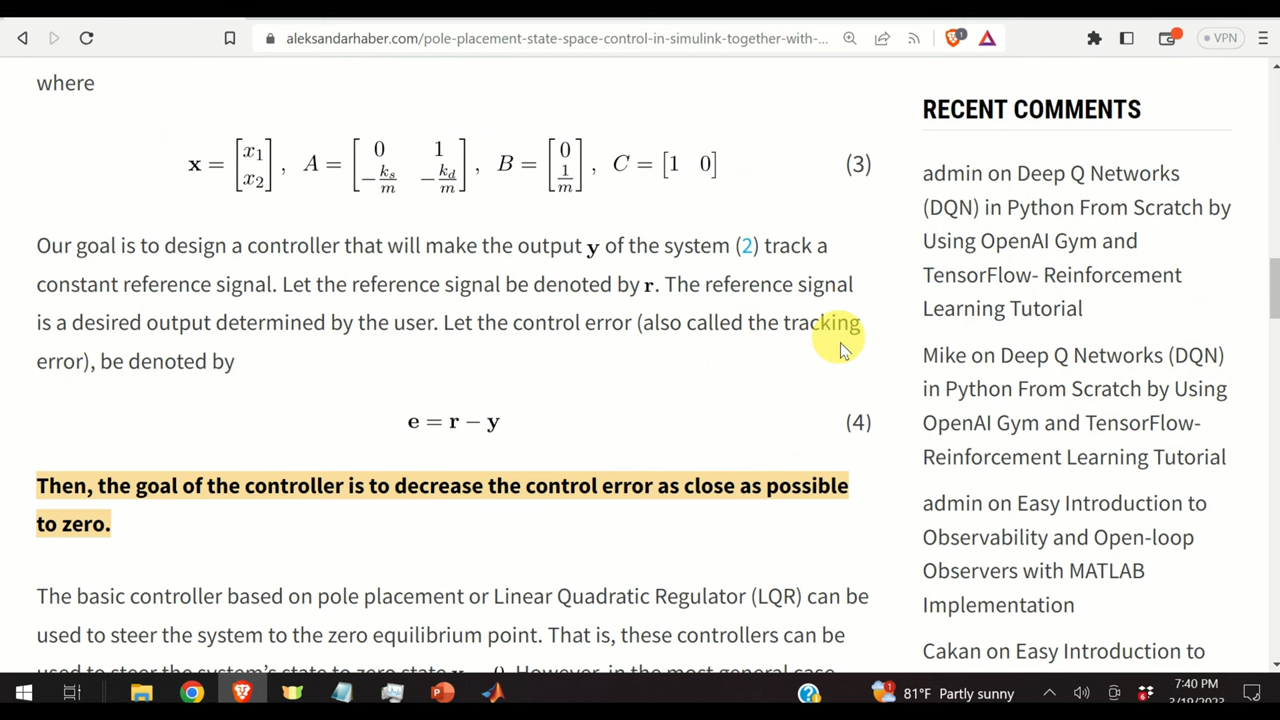 aleksandarhaber.com/pole-placement-state-space-control-in-simulink-together-with-...
1
VPN
where
x = [x1 x2], A = [0 1 -ks/m -kd/m], B = [0 1/m], C = [1 0] (3)
Our goal is to design a controller that will make the output y of the system (2) track a
constant reference signal. Let the reference signal be denoted by r. The reference signal
is a desired output determined by the user. Let the control error (also called the tracking
error), be denoted by
e = r − y (4)
Then, the goal of the controller is to decrease the control error as close as possible
to zero.
The basic controller based on pole placement or Linear Quadratic Regulator (LQR) can be
used to steer the system to the zero equilibrium point. That is, these controllers can be
RECENT COMMENTS
admin on Deep Q Networks
(DQN) in Python From Scratch by
Using OpenAI Gym and
TensorFlow- Reinforcement
Learning Tutorial
Mike on Deep Q Networks (DQN)
in Python From Scratch by Using
OpenAI Gym and TensorFlow-
Reinforcement Learning Tutorial
admin on Easy Introduction to
Observability and Open-loop
Observers with MATLAB
Implementation
Cakan on Easy Introduction to
81°F Partly sunny
7:40 PM
3/19/2023